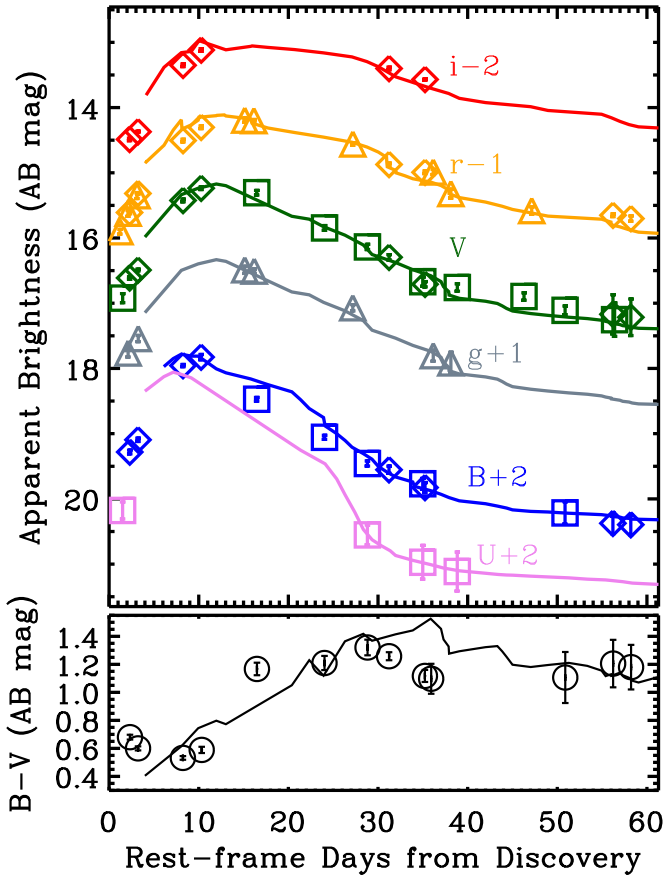 Apparent Brightness (AB mag)
14
16
18
20
i−2
r−1
V
g+1
B+2
U+2
B−V (AB mag)
1.4
1.2
1.0
0.8
0.6
0.4
0 10 20 30 40 50 60
Rest−frame Days from Discovery